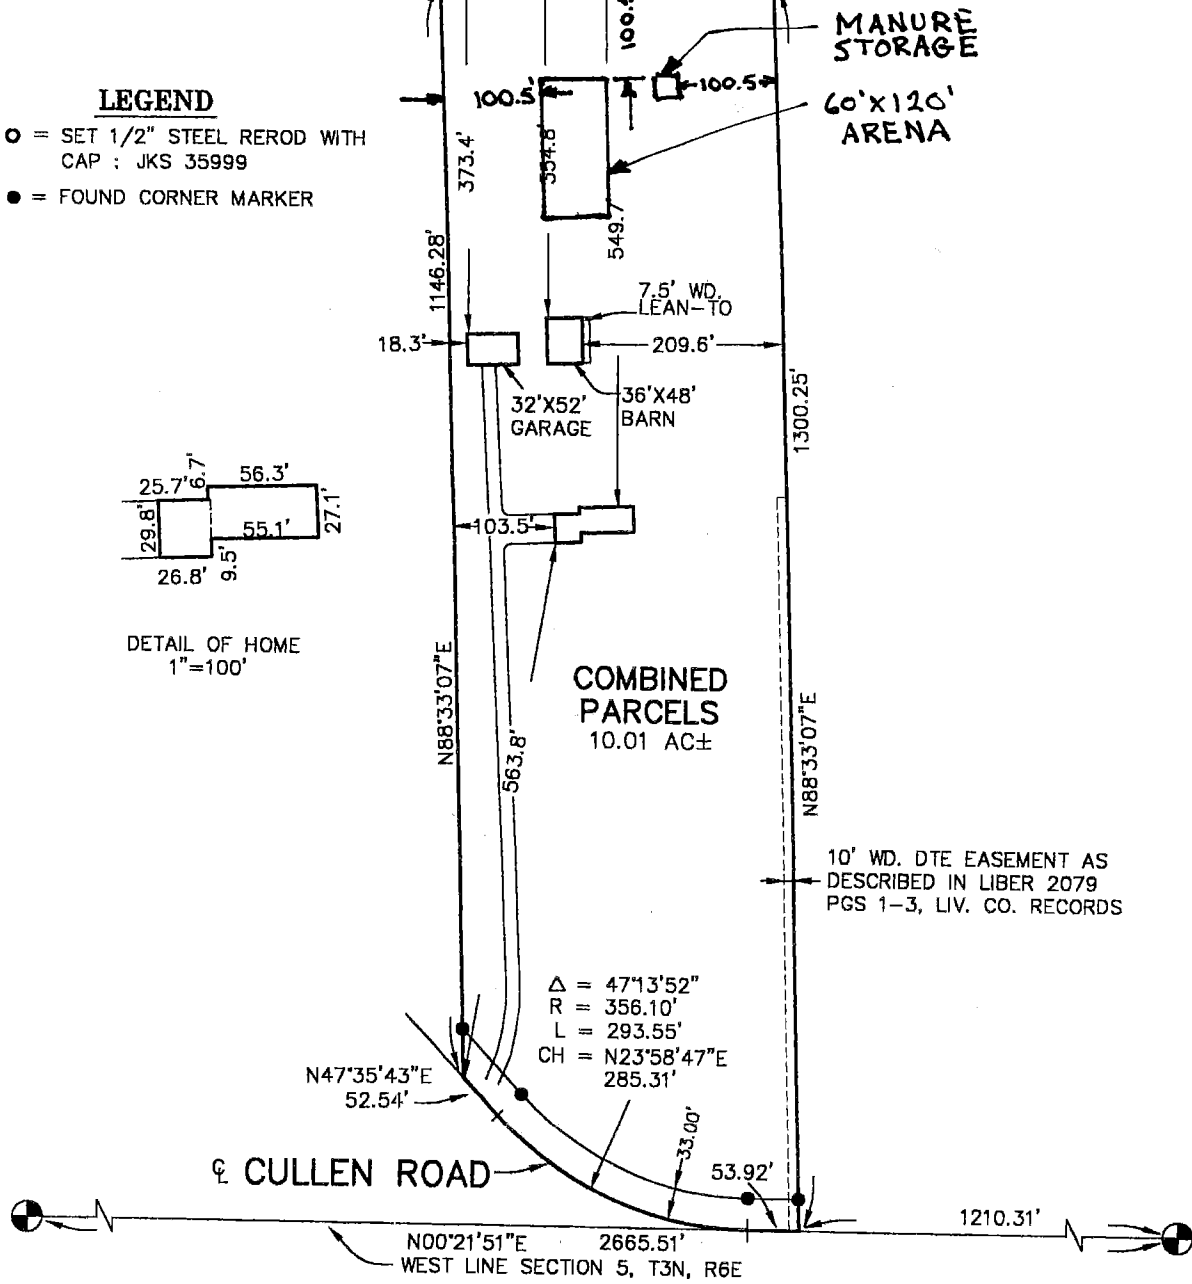 MANURE
STORAGE
100.5'
100.5
60'X120'
ARENA
LEGEND
O = SET 1/2" STEEL REROD WITH
CAP : JKS 35999
● = FOUND CORNER MARKER
373.4'
354.8'
549.7
1146.28'
7.5' WD.
LEAN-TO
18.3'
209.6'
32'X52'
GARAGE
36'X48'
BARN
1300.25'
25.7'
6.7'
56.3'
29.8'
55.1'
27.1'
26.8'
9.5'
103.5'
DETAIL OF HOME
1"=100'
N88°33'07"E
563.8'
COMBINED
PARCELS
10.01 AC±
N88°33'07"E
10' WD. DTE EASEMENT AS
DESCRIBED IN LIBER 2079
PGS 1-3, LIV. CO. RECORDS
Δ = 47°13'52"
R = 356.10'
L = 293.55'
CH = N23°58'47"E
285.31'
N47°35'43"E
52.54'
33.00'
53.92'
℄ CULLEN ROAD
1210.31'
N00°21'51"E 2665.51'
WEST LINE SECTION 5, T3N, R6E